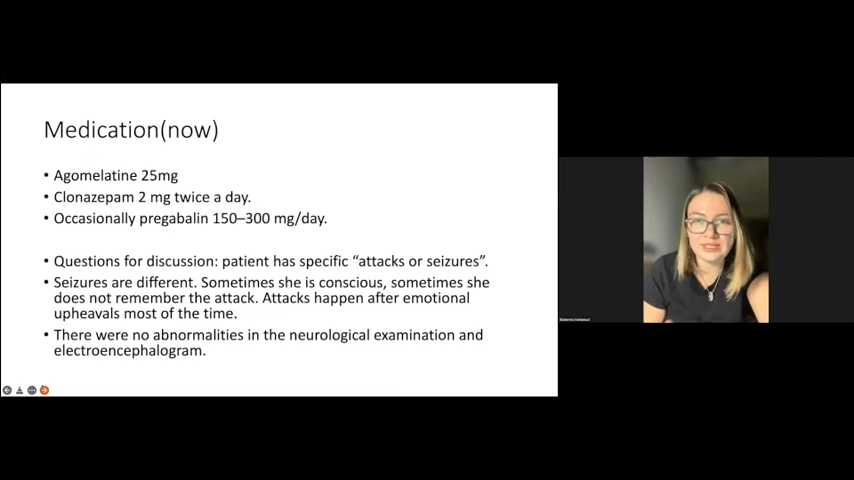 Medication(now)
• Agomelatine 25mg
• Clonazepam 2 mg twice a day.
• Occasionally pregabalin 150–300 mg/day.
• Questions for discussion: patient has specific “attacks or seizures”.
• Seizures are different. Sometimes she is conscious, sometimes she
does not remember the attack. Attacks happen after emotional
upheavals most of the time.
• There were no abnormalities in the neurological examination and
electroencephalogram.